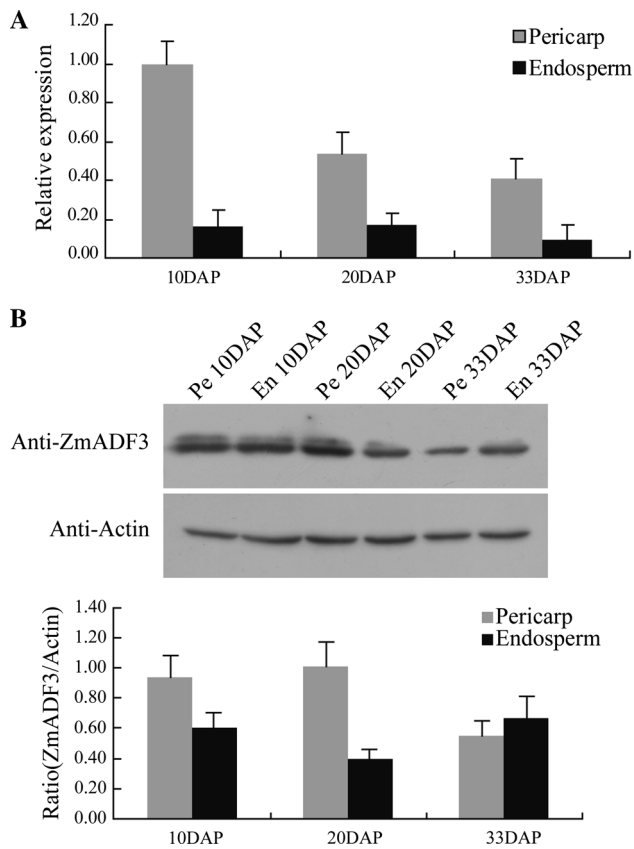 A
Relative expression
1.20
1.00
0.80
0.60
0.40
0.20
0.00
Pericarp
Endosperm
10DAP 20DAP 33DAP
B
Pe 10DAP
En 10DAP
Pe 20DAP
En 20DAP
Pe 33DAP
En 33DAP
Anti-ZmADF3
Anti-Actin
Ratio(ZmADF3/Actin)
1.40
1.20
1.00
0.80
0.60
0.40
0.20
0.00
Pericarp
Endosperm
10DAP 20DAP 33DAP